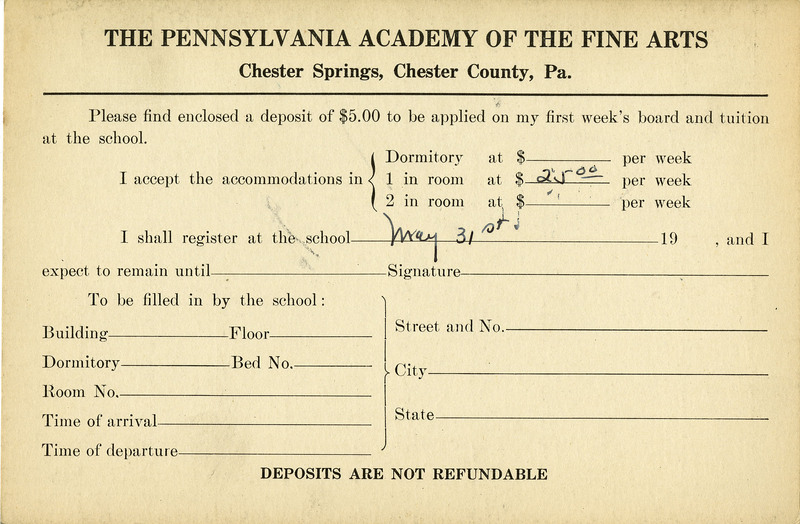 THE PENNSYLVANIA ACADEMY OF THE FINE ARTS
Chester Springs, Chester County, Pa.
Please find enclosed a deposit of $5.00 to be applied on my first week's board and tuition
at the school.
Dormitory at $ per week
I accept the accommodations in 1 in room at $ 25 00 per week
2 in room at $ " per week
I shall register at the school May 31st 19 , and I
expect to remain until Signature
To be filled in by the school:
Building Floor
Dormitory Bed No.
Room No.
Time of arrival
Time of departure
Street and No.
City
State
DEPOSITS ARE NOT REFUNDABLE